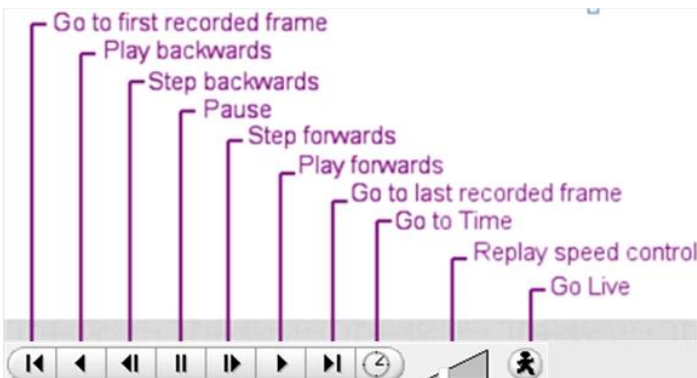 Go to first recorded frame
Play backwards
Step backwards
Pause
Step forwards
Play forwards
Go to last recorded frame
Go to Time
Replay speed control
Go Live